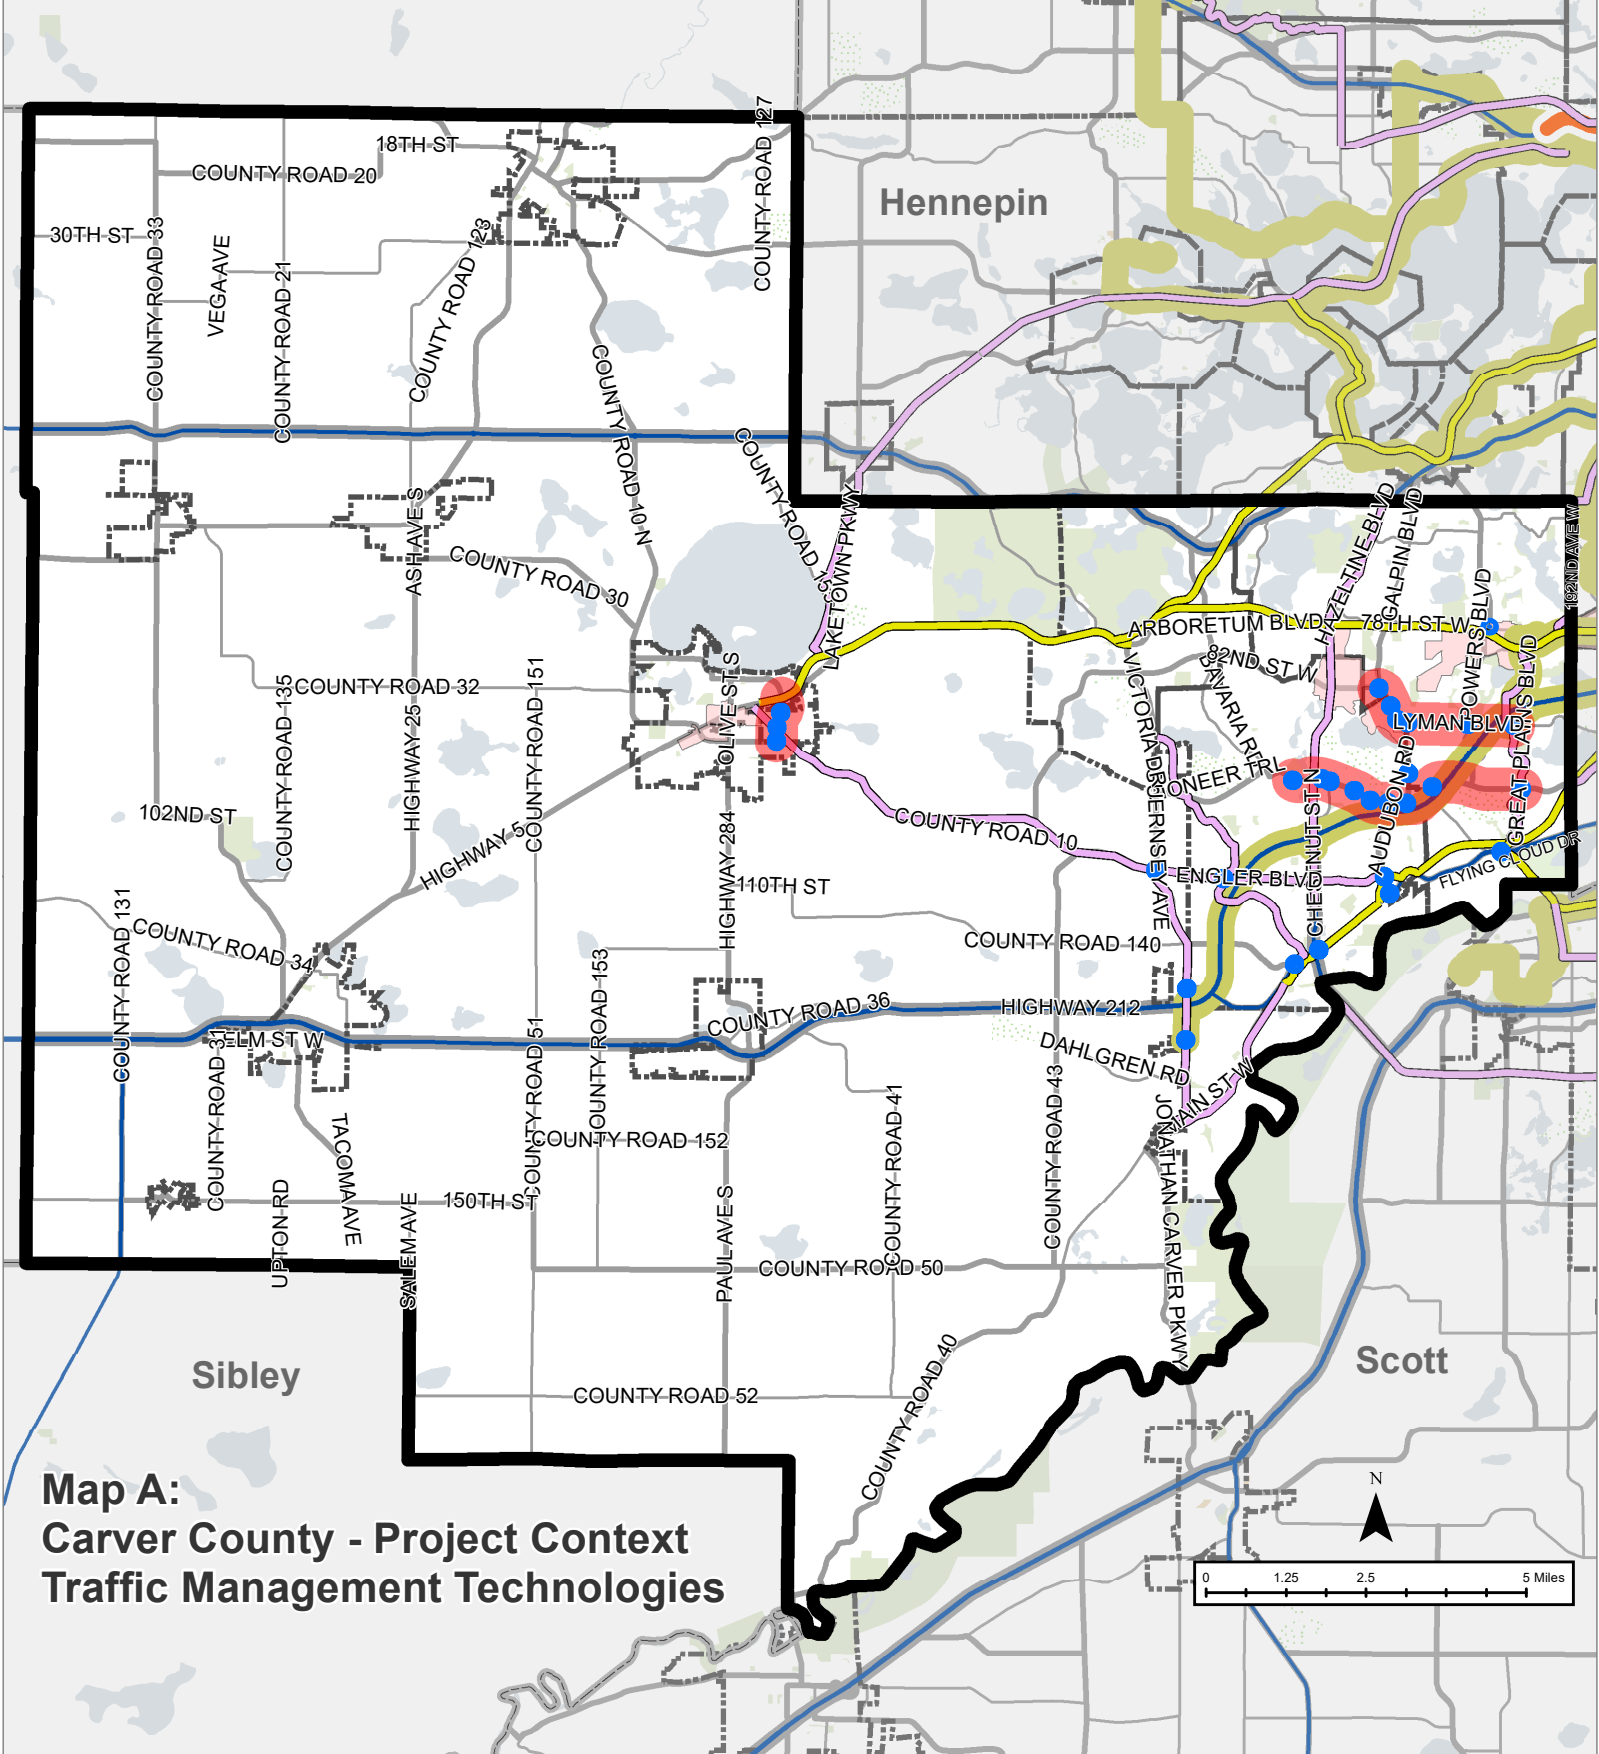 COUNTY ROAD 127
18TH ST
COUNTY ROAD 20
Hennepin
30TH ST
COUNTY ROAD 33
VEGA AVE
COUNTY ROAD 21
COUNTY ROAD 123
COUNTY ROAD 10 N
COUNTY ROAD 15
LAKETOWN PKWY
HAZELTINE BLVD
GALPIN BLVD
192ND AVE W
ASH AVE S
COUNTY ROAD 30
POWERS BLVD
ARBORETUM BLVD
78TH ST W
82ND ST W
BAVARIA RD
VICTORIA DR
GREAT PLAINS BLVD
OLIVE ST S
COUNTY ROAD 32
COUNTY ROAD 135
COUNTY ROAD 151
HIGHWAY 25
LYMAN BLVD
PIONEER TRL
AUDUBON RD
CHESTNUT ST N
GUERNSEY AVE
102ND ST
HIGHWAY 5
HIGHWAY 284
COUNTY ROAD 10
FLYING CLOUD DR
ENGLER BLVD
110TH ST
COUNTY ROAD 131
COUNTY ROAD 34
COUNTY ROAD 140
COUNTY ROAD 153
COUNTY ROAD 36
HIGHWAY 212
ELM ST W
COUNTY ROAD 31
COUNTY ROAD 51
DAHLGREN RD
MAIN ST W
COUNTY ROAD 43
COUNTY ROAD 41
JONATHAN CARVER PKWY
TACOMA AVE
COUNTY ROAD 152
150TH ST
UPTON RD
SALEM AVE
PAUL AVE S
COUNTY ROAD 50
Sibley
Scott
COUNTY ROAD 52
COUNTY ROAD 40
Map A:
Carver County - Project Context
Traffic Management Technologies
N
0 1.25 2.5 5 Miles